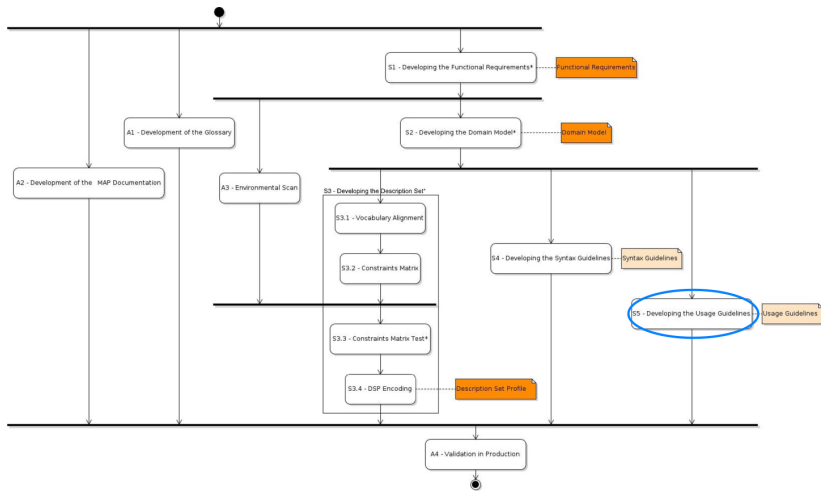 S1 - Developing the Functional Requirements*
Functional Requirements
A1 - Development of the Glossary
S2 - Developing the Domain Model*
Domain Model
A2 - Development of the MAP Documentation
A3 - Environmental Scan
S3 - Developing the Description Set*
S3.1 - Vocabulary Alignment
S3.2 - Constraints Matrix
S4 - Developing the Syntax Guidelines
Syntax Guidelines
S5 - Developing the Usage Guidelines
Usage Guidelines
S3.3 - Constraints Matrix Test*
S3.4 - DSP Encoding
Description Set Profile
A4 - Validation in Production